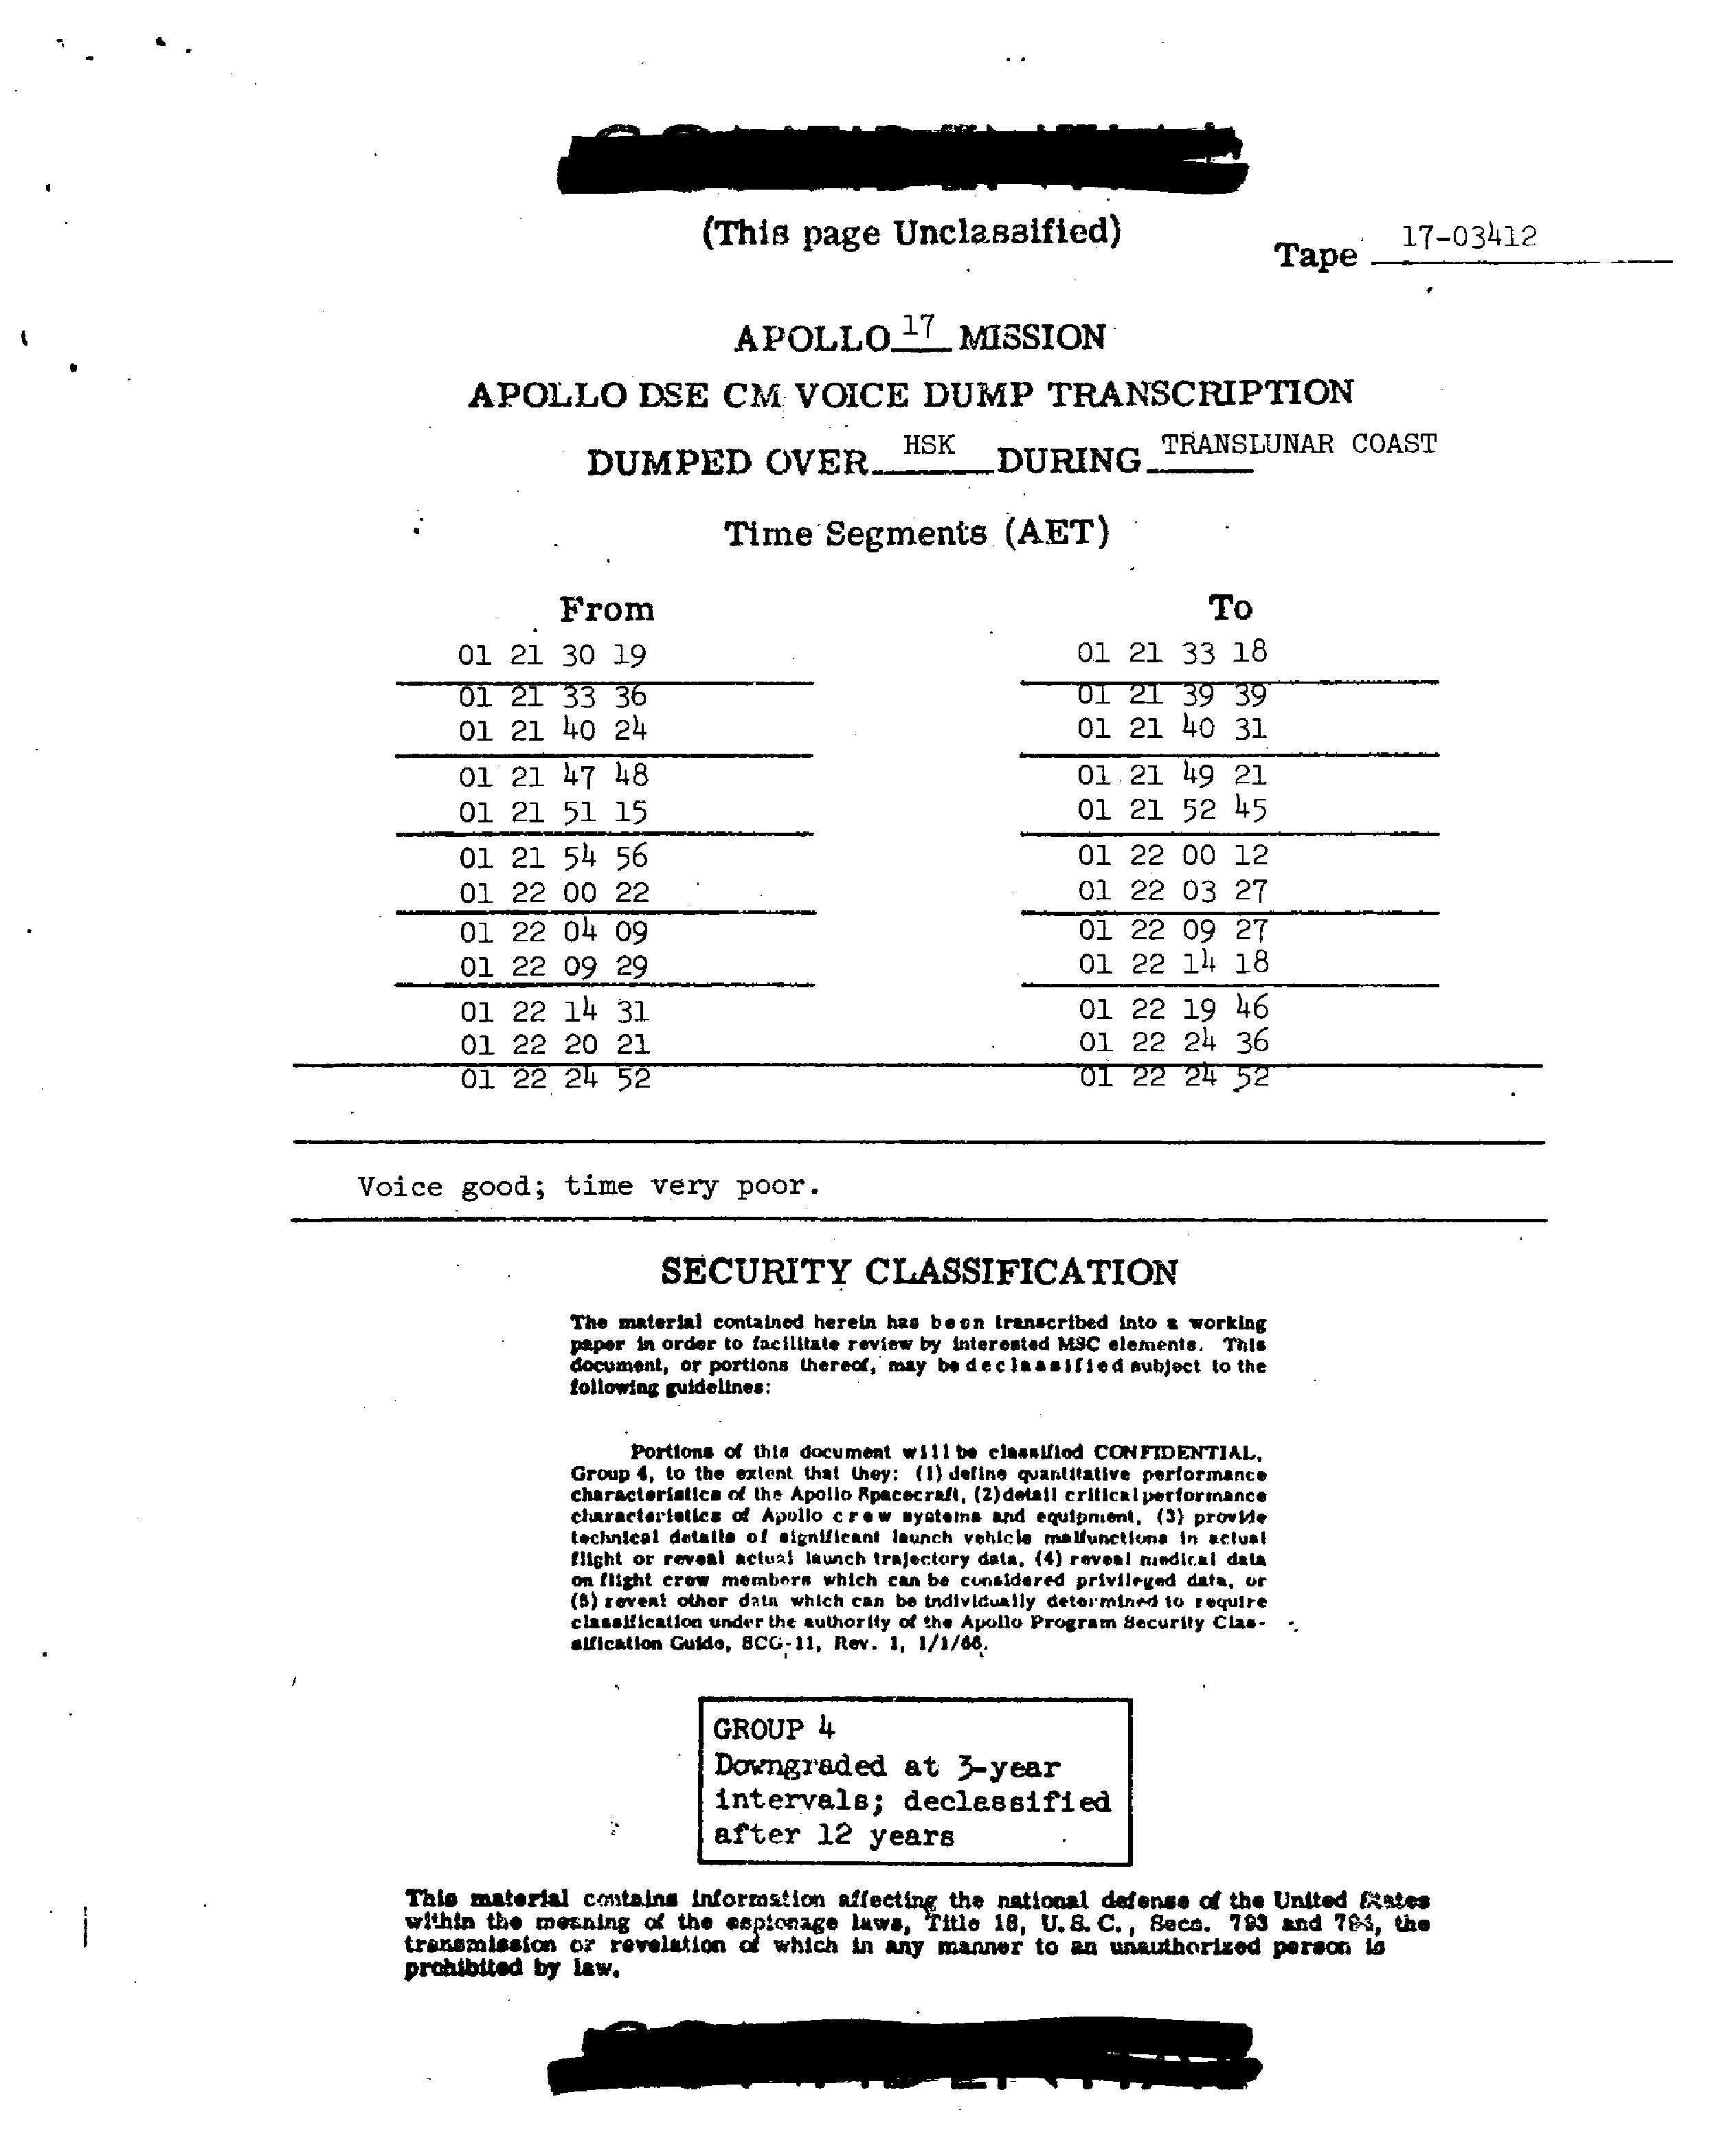 (This page Unclassified)
Tape 17-03412
APOLLO 17 MISSION
APOLLO DSE CM VOICE DUMP TRANSCRIPTION
DUMPED OVER HSK DURING TRANSLUNAR COAST
Time Segments (AET)
From To
01 21 30 19 01 21 33 18
01 21 33 36 01 21 39 39
01 21 40 24 01 21 40 31
01 21 47 48 01 21 49 21
01 21 51 15 01 21 52 45
01 21 54 56 01 22 00 12
01 22 00 22 01 22 03 27
01 22 04 09 01 22 09 27
01 22 09 29 01 22 14 18
01 22 14 31 01 22 19 46
01 22 20 21 01 22 24 36
01 22 24 52 01 22 24 52
Voice good; time very poor.
SECURITY CLASSIFICATION
The material contained herein has been transcribed into a working
paper in order to facilitate review by interested MSC elements. This
document, or portions thereof, may be declassified subject to the
following guidelines:
Portions of this document will be classified CONFIDENTIAL,
Group 4, to the extent that they: (1) define quantitative performance
characteristics of the Apollo Spacecraft, (2) detail critical performance
characteristics of Apollo crew systems and equipment, (3) provide
technical details of significant launch vehicle malfunctions in actual
flight or reveal actual launch trajectory data, (4) reveal medical data
on flight crew members which can be considered privileged data, or
(5) reveal other data which can be individually determined to require
classification under the authority of the Apollo Program Security Clas-
sification Guide, SCG-11, Rev. 1, 1/1/66.
GROUP 4
Downgraded at 3-year
intervals; declassified
after 12 years
This material contains information affecting the national defense of the United States
within the meaning of the espionage laws, Title 18, U.S.C., Secs. 793 and 794, the
transmission or revelation of which in any manner to an unauthorized person is
prohibited by law.